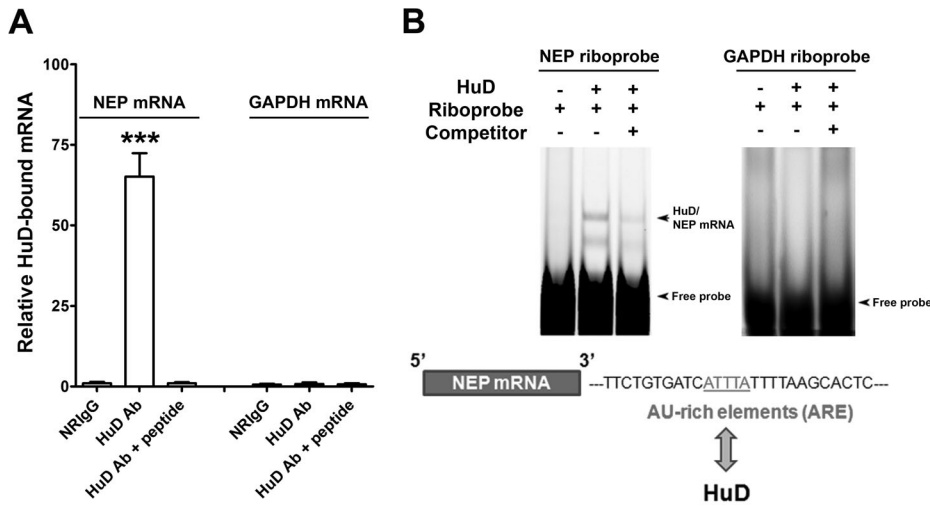 A
Relative HuD-bound mRNA
100
75
50
25
0
NEP mRNA
GAPDH mRNA
***
NRIgG
HuD Ab
HuD Ab + peptide
NRIgG
HuD Ab
HuD Ab + peptide
B
NEP riboprobe
GAPDH riboprobe
HuD - + + - + +
Riboprobe + + + + + +
Competitor - - + - - +
HuD/
NEP mRNA
Free probe
Free probe
5’ 3’
NEP mRNA
---TTCTGTGATCATTTATTTTAAGCACTC---
AU-rich elements (ARE)
HuD